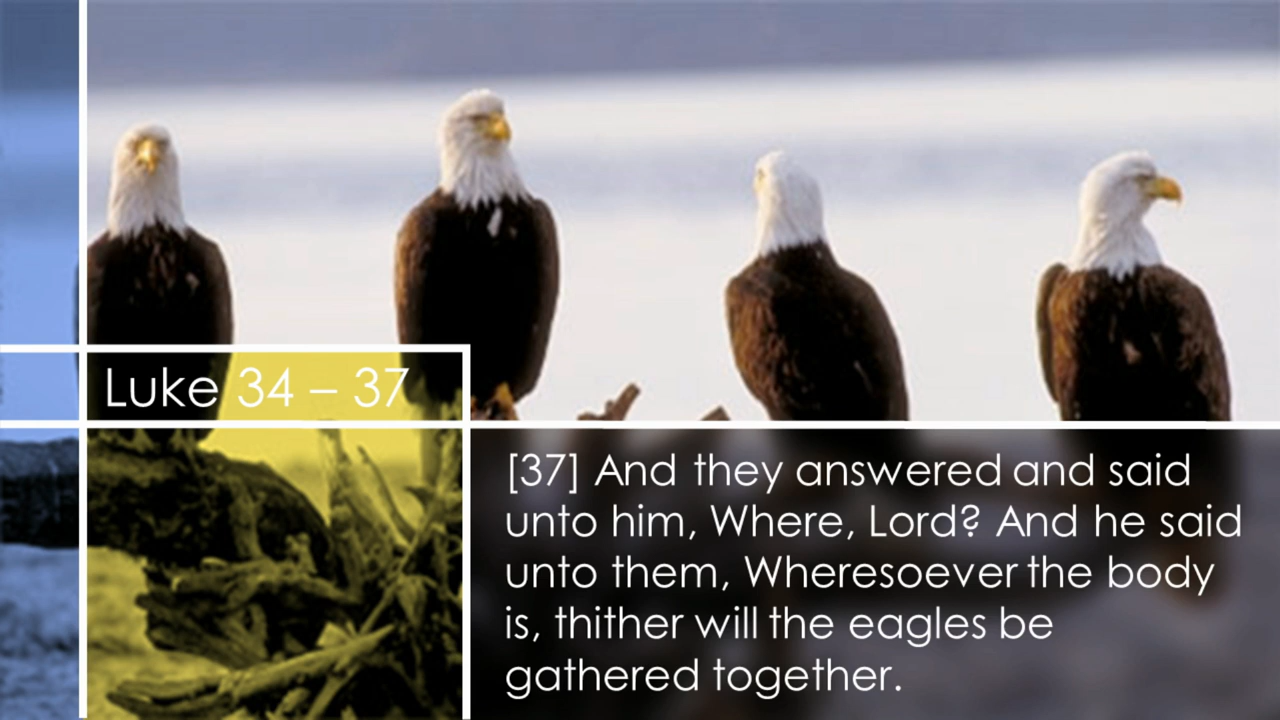 Luke 34 – 37
[37] And they answered and said
unto him, Where, Lord? And he said
unto them, Wheresoever the body
is, thither will the eagles be
gathered together.